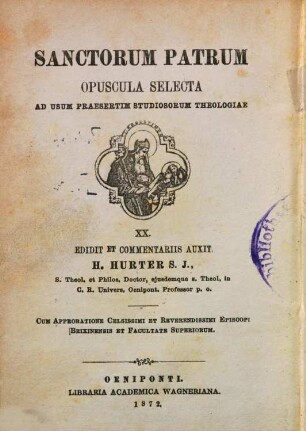 SANCTORUM PATRUM
OPUSCULA SELECTA
AD USUM PRAESERTIM STUDIOSORUM THEOLOGIAE
XX.
EDIDIT ET COMMENTARIIS AUXIT
H. HURTER S. J.,
S. Theol. et Philos. Doctor, ejusdemque s. Theol. in
C. R. Univers. Oenipont. Professor p. o.
CUM APPROBATIONE CELSISSIMI ET REVERENDISSIMI EPISCOPI
BRIXINENSIS ET FACULTATE SUPERIORUM.
OENIPONTI.
LIBRARIA ACADEMICA WAGNERIANA.
1872.